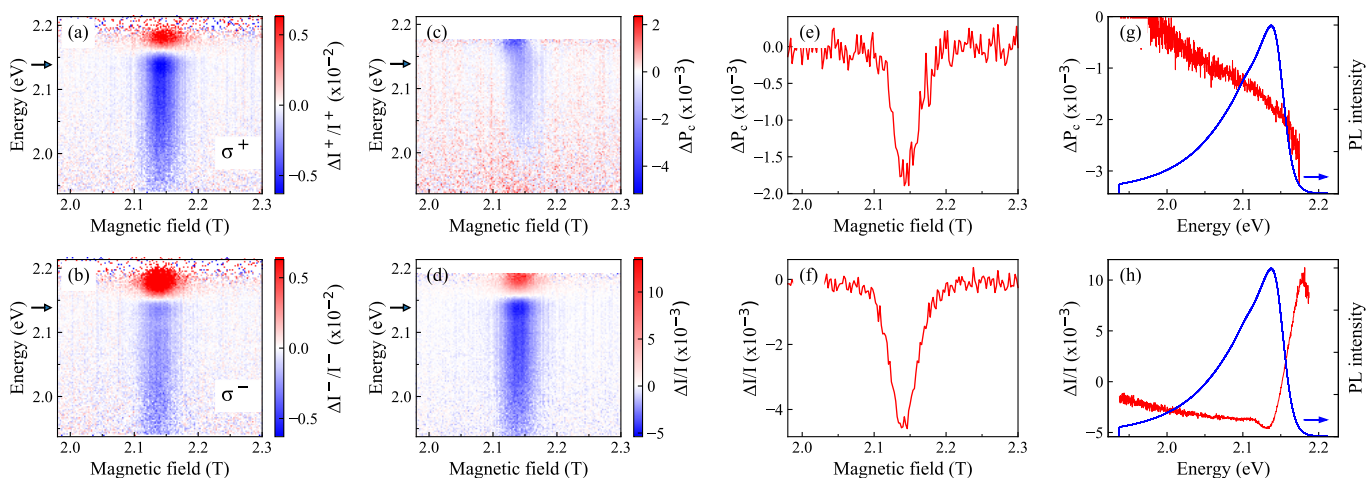 (a)
2.2
2.1
2.0
Energy (eV)
σ⁺
2.0 2.1 2.2 2.3
Magnetic field (T)
0.5
0.0
−0.5
ΔI⁺/I⁺ (x10⁻²)
(c)
2.2
2.1
2.0
Energy (eV)
2.0 2.1 2.2 2.3
Magnetic field (T)
2
0
−2
−4
ΔP_c (x10⁻³)
(e)
0.0
−0.5
−1.0
−1.5
−2.0
ΔP_c (x10⁻³)
2.0 2.1 2.2 2.3
Magnetic field (T)
(g)
0
−1
−2
−3
ΔP_c (x10⁻³)
2.0 2.1 2.2
Energy (eV)
PL intensity
(b)
2.2
2.1
2.0
Energy (eV)
σ⁻
2.0 2.1 2.2 2.3
Magnetic field (T)
0.5
0.0
−0.5
ΔI⁻/I⁻ (x10⁻²)
(d)
2.2
2.1
2.0
Energy (eV)
2.0 2.1 2.2 2.3
Magnetic field (T)
10
5
0
−5
ΔI/I (x10⁻³)
(f)
0
−2
−4
ΔI/I (x10⁻³)
2.0 2.1 2.2 2.3
Magnetic field (T)
(h)
10
5
0
−5
ΔI/I (x10⁻³)
2.0 2.1 2.2
Energy (eV)
PL intensity